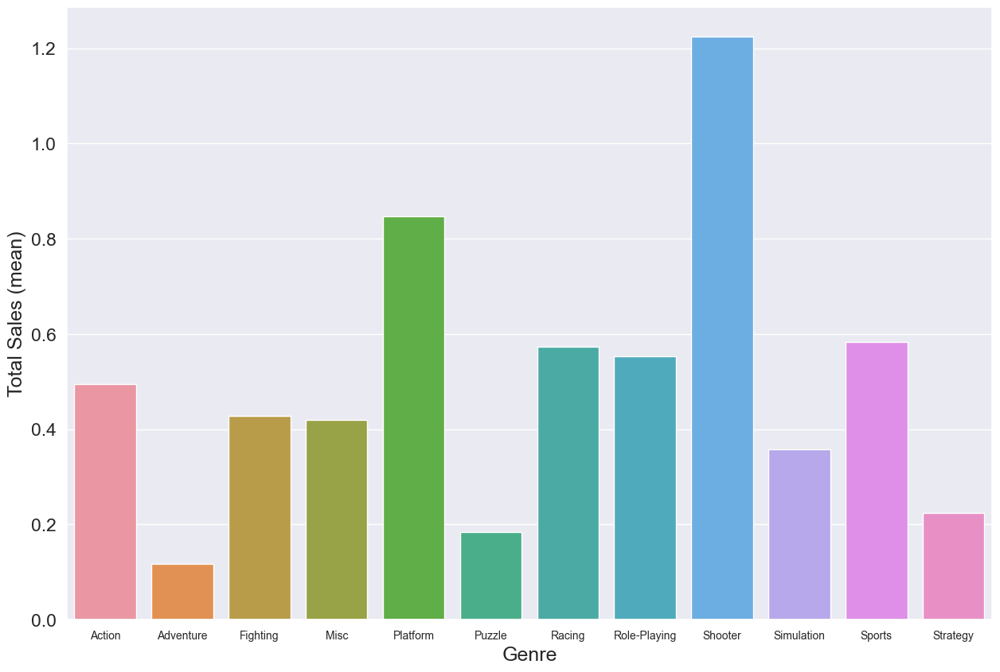 Total Sales (mean)
1.2
1.0
0.8
0.6
0.4
0.2
0.0
Action Adventure Fighting Misc Platform Puzzle Racing Role-Playing Shooter Simulation Sports Strategy
Genre